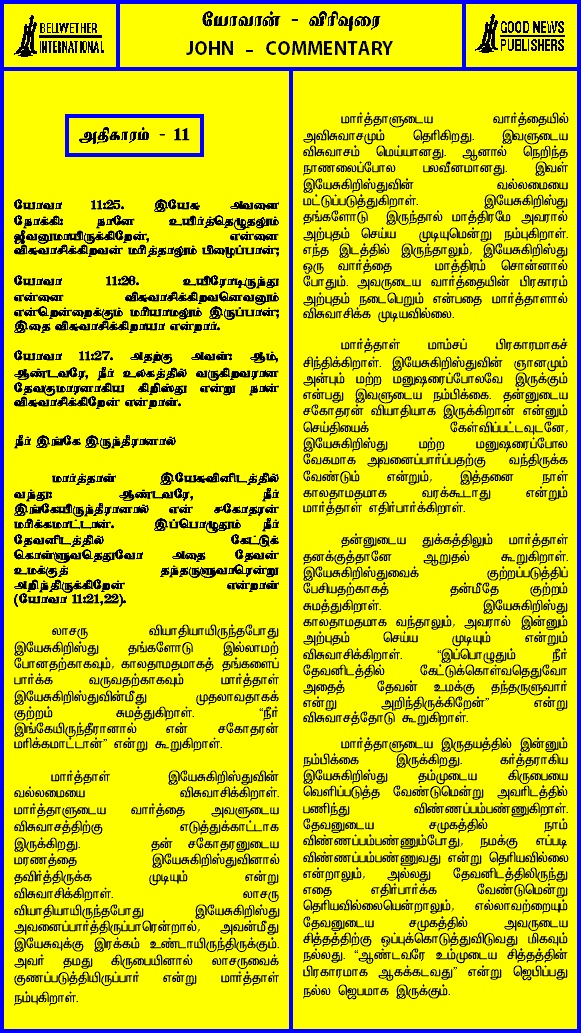 BELWETHER
INTERNATIONAL
யோவான் - விரிவுரை
JOHN - COMMENTARY
GOOD NEWS
PUBLISHERS
அதிகாரம் - 11
யோவா 11:25. இயேசு அவளை
நோக்கி: நானே உயிர்த்தெழுதலும்
ஜீவனுமாயிருக்கிறேன், என்னை
விசுவாசிக்கிறவன் மரித்தாலும் பிழைப்பான்;
யோவா 11:26. உயிரோடிருந்து
என்னை விசுவாசிக்கிறவனெவனும்
என்றென்றைக்கும் மரியாமலும் இருப்பான்;
இதை விசுவாசிக்கிறாயா என்றார்.
யோவா 11:27. அதற்கு அவள்: ஆம்,
ஆண்டவரே, நீர் உலகத்தில் வருகிறவரான
தேவகுமாரனாகிய கிறிஸ்து என்று நான்
விசுவாசிக்கிறேன் என்றாள்.
நீர் இங்கே இருந்தீரானால்
மார்த்தாள் இயேசுவினிடத்தில்
வந்து: ஆண்டவரே, நீர்
இங்கேயிருந்தீரானால் என் சகோதரன்
மரிக்கமாட்டான். இப்பொழுதும் நீர்
தேவனிடத்தில் கேட்டுக்
கொள்ளுவதெதுவோ அதை தேவன்
உமக்குத் தந்தருளுவாரென்று
அறிந்திருக்கிறேன் என்றாள்
(யோவா 11:21,22).
லாசரு வியாதியாயிருந்தபோது
இயேசுகிறிஸ்து தங்களோடு இல்லாமற்
போனதற்காகவும், காலதாமதமாகத் தங்களைப்
பார்க்க வருவதற்காகவும் மார்த்தாள்
இயேசுகிறிஸ்துவின்மீது முதலாவதாகக்
குற்றம் சுமத்துகிறாள். “நீர்
இங்கேயிருந்தீரானால் என் சகோதரன்
மரிக்கமாட்டான்” என்று கூறுகிறாள்.
மார்த்தாள் இயேசுகிறிஸ்துவின்
வல்லமையை விசுவாசிக்கிறாள்.
மார்த்தாளுடைய வார்த்தை அவளுடைய
விசுவாசத்திற்கு எடுத்துக்காட்டாக
இருக்கிறது. தன் சகோதரனுடைய
மரணத்தை இயேசுகிறிஸ்துவினால்
தவிர்த்திருக்க முடியும் என்று
விசுவாசிக்கிறாள். லாசரு
வியாதியாயிருந்தபோது இயேசுகிறிஸ்து
அவனைப்பார்த்திருப்பாரென்றால், அவன்மீது
இயேசுவுக்கு இரக்கம் உண்டாயிருந்திருக்கும்.
அவர் தமது கிருபையினால் லாசருவைக்
குணப்படுத்தியிருப்பார் என்று மார்த்தாள்
நம்புகிறாள்.
மார்த்தாளுடைய வார்த்தையில்
அவிசுவாசமும் தெரிகிறது. இவளுடைய
விசுவாசம் மெய்யானது. ஆனால் நெறிந்த
நாணலைப்போல பலவீனமானது. இவள்
இயேசுகிறிஸ்துவின் வல்லமையை
மட்டுப்படுத்துகிறாள். இயேசுகிறிஸ்து
தங்களோடு இருந்தால் மாத்திரமே அவரால்
அற்புதம் செய்ய முடியுமென்று நம்புகிறாள்.
எந்த இடத்தில் இருந்தாலும், இயேசுகிறிஸ்து
ஒரு வார்த்தை மாத்திரம் சொன்னால்
போதும். அவருடைய வார்த்தையின் பிரகாரம்
அற்புதம் நடைபெறும் என்பதை மார்த்தாளால்
விசுவாசிக்க முடியவில்லை.
மார்த்தாள் மாம்சப் பிரகாரமாகச்
சிந்திக்கிறாள். இயேசுகிறிஸ்துவின் ஞானமும்
அன்பும் மற்ற மனுஷரைப்போலவே இருக்கும்
என்பது இவளுடைய நம்பிக்கை. தன்னுடைய
சகோதரன் வியாதியாக இருக்கிறான் என்னும்
செய்தியைக் கேள்விப்பட்டவுடனே,
இயேசுகிறிஸ்து மற்ற மனுஷரைப்போல
வேகமாக அவனைப்பார்ப்பதற்கு வந்திருக்க
வேண்டும் என்றும், இத்தனை நாள்
காலதாமதமாக வரக்கூடாது என்றும்
மார்த்தாள் எதிர்பார்க்கிறாள்.
தன்னுடைய துக்கத்திலும் மார்த்தாள்
தனக்குத்தானே ஆறுதல் கூறுகிறாள்.
இயேசுகிறிஸ்துவைக் குற்றப்படுத்திப்
பேசியதற்காகத் தன்மீதே குற்றம்
சுமத்துகிறாள். இயேசுகிறிஸ்து
காலதாமதமாக வந்தாலும், அவரால் இன்னும்
அற்புதம் செய்ய முடியும் என்றும்
விசுவாசிக்கிறாள். “இப்பொழுதும் நீர்
தேவனிடத்தில் கேட்டுக்கொள்வதெதுவோ
அதைத் தேவன் உமக்கு தந்தருளுவார்
என்று அறிந்திருக்கிறேன்” என்று
விசுவாசத்தோடு கூறுகிறாள்.
மார்த்தாளுடைய இருதயத்தில் இன்னும்
நம்பிக்கை இருக்கிறது. கர்த்தராகிய
இயேசுகிறிஸ்து தம்முடைய கிருபையை
வெளிப்படுத்த வேண்டுமென்று அவரிடத்தில்
பணிந்து விண்ணப்பம்பண்ணுகிறாள்.
தேவனுடைய சமுகத்தில் நாம்
விண்ணப்பம்பண்ணும்போது, நமக்கு எப்படி
விண்ணப்பம்பண்ணுவது என்று தெரியவில்லை
என்றாலும், அல்லது தேவனிடத்திலிருந்து
எதை எதிர்பார்க்க வேண்டுமென்று
தெரியவில்லையென்றாலும், எல்லாவற்றையும்
தேவனுடைய சமுகத்தில் அவருடைய
சித்தத்திற்கு ஒப்புக்கொடுத்துவிடுவது மிகவும்
நல்லது. “ஆண்டவரே உம்முடைய சித்தத்தின்
பிரகாரமாக ஆகக்கடவது” என்று ஜெபிப்பது
நல்ல ஜெபமாக இருக்கும்.